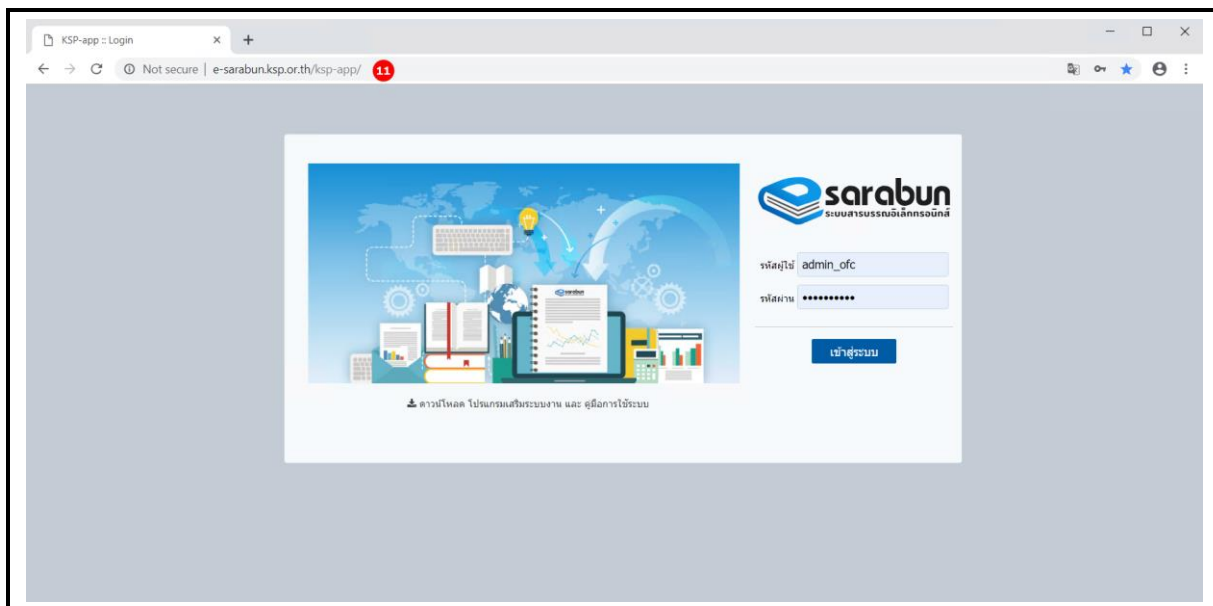 KSP-app :: Login
Not secure | e-sarabun.ksp.or.th/ksp-app/
11
sarabun
ระบบสารบรรณอิเล็กทรอนิกส์
sarabun
รหัสผู้ใช้ admin_ofc
รหัสผ่าน ••••••••••
เข้าสู่ระบบ
ดาวน์โหลด โปรแกรมเสริมระบบงาน และ คู่มือการใช้ระบบ